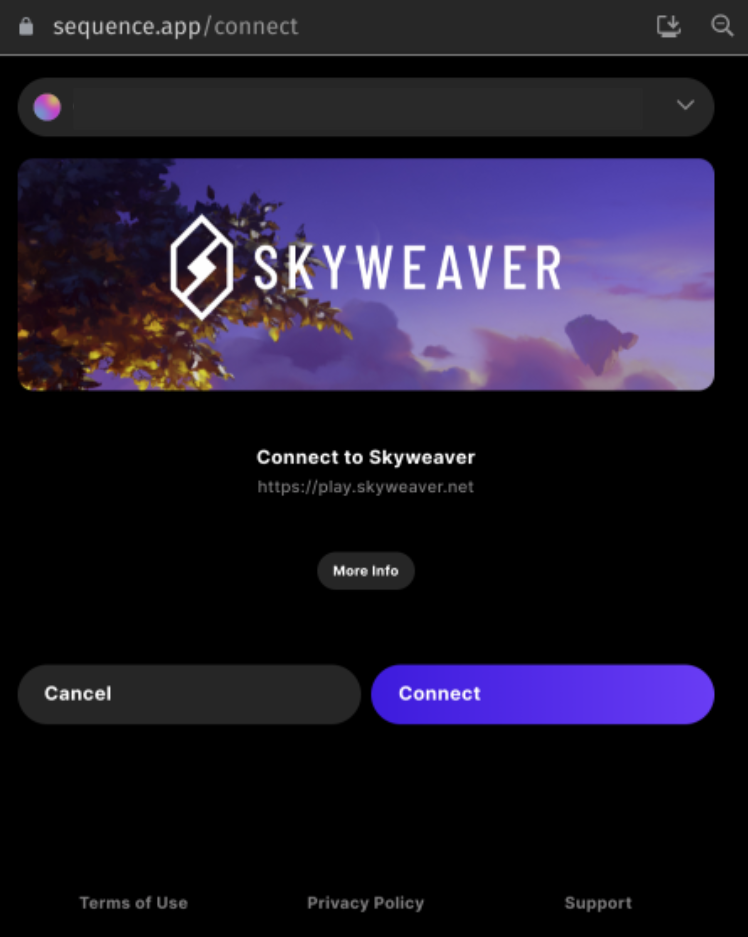 sequence.app/connect
SKYWEAVER
Connect to Skyweaver
https://play.skyweaver.net
More Info
Cancel
Connect
Terms of Use
Privacy Policy
Support